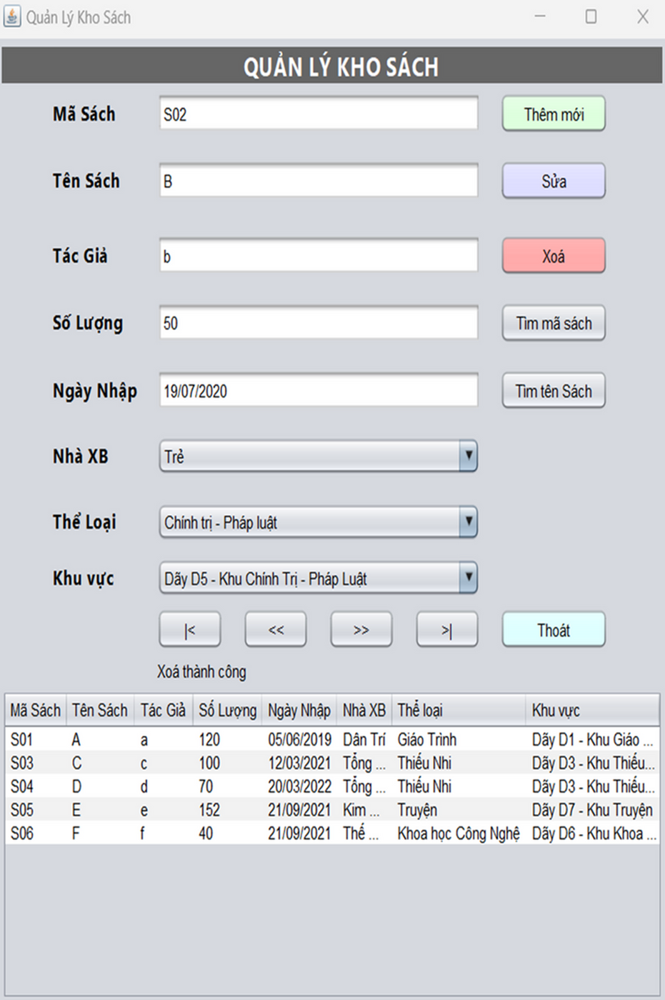 Quản Lý Kho Sách
QUẢN LÝ KHO SÁCH
Mã Sách S02 Thêm mới
Tên Sách B Sửa
Tác Giả b Xoá
Số Lượng 50 Tìm mã sách
Ngày Nhập 19/07/2020 Tìm tên Sách
Nhà XB Trẻ
Thể Loại Chính trị - Pháp luật
Khu vực Dãy D5 - Khu Chính Trị - Pháp Luật
|< << >> >| Thoát
Xoá thành công
Mã Sách Tên Sách Tác Giả Số Lượng Ngày Nhập Nhà XB Thể loại Khu vực
S01 A a 120 05/06/2019 Dân Trí Giáo Trình Dãy D1 - Khu Giáo ...
S03 C c 100 12/03/2021 Tổng ... Thiếu Nhi Dãy D3 - Khu Thiếu...
S04 D d 70 20/03/2022 Tổng ... Thiếu Nhi Dãy D3 - Khu Thiếu...
S05 E e 152 21/09/2021 Kim ... Truyện Dãy D7 - Khu Truyện
S06 F f 40 21/09/2021 Thế ... Khoa học Công Nghệ Dãy D6 - Khu Khoa ...